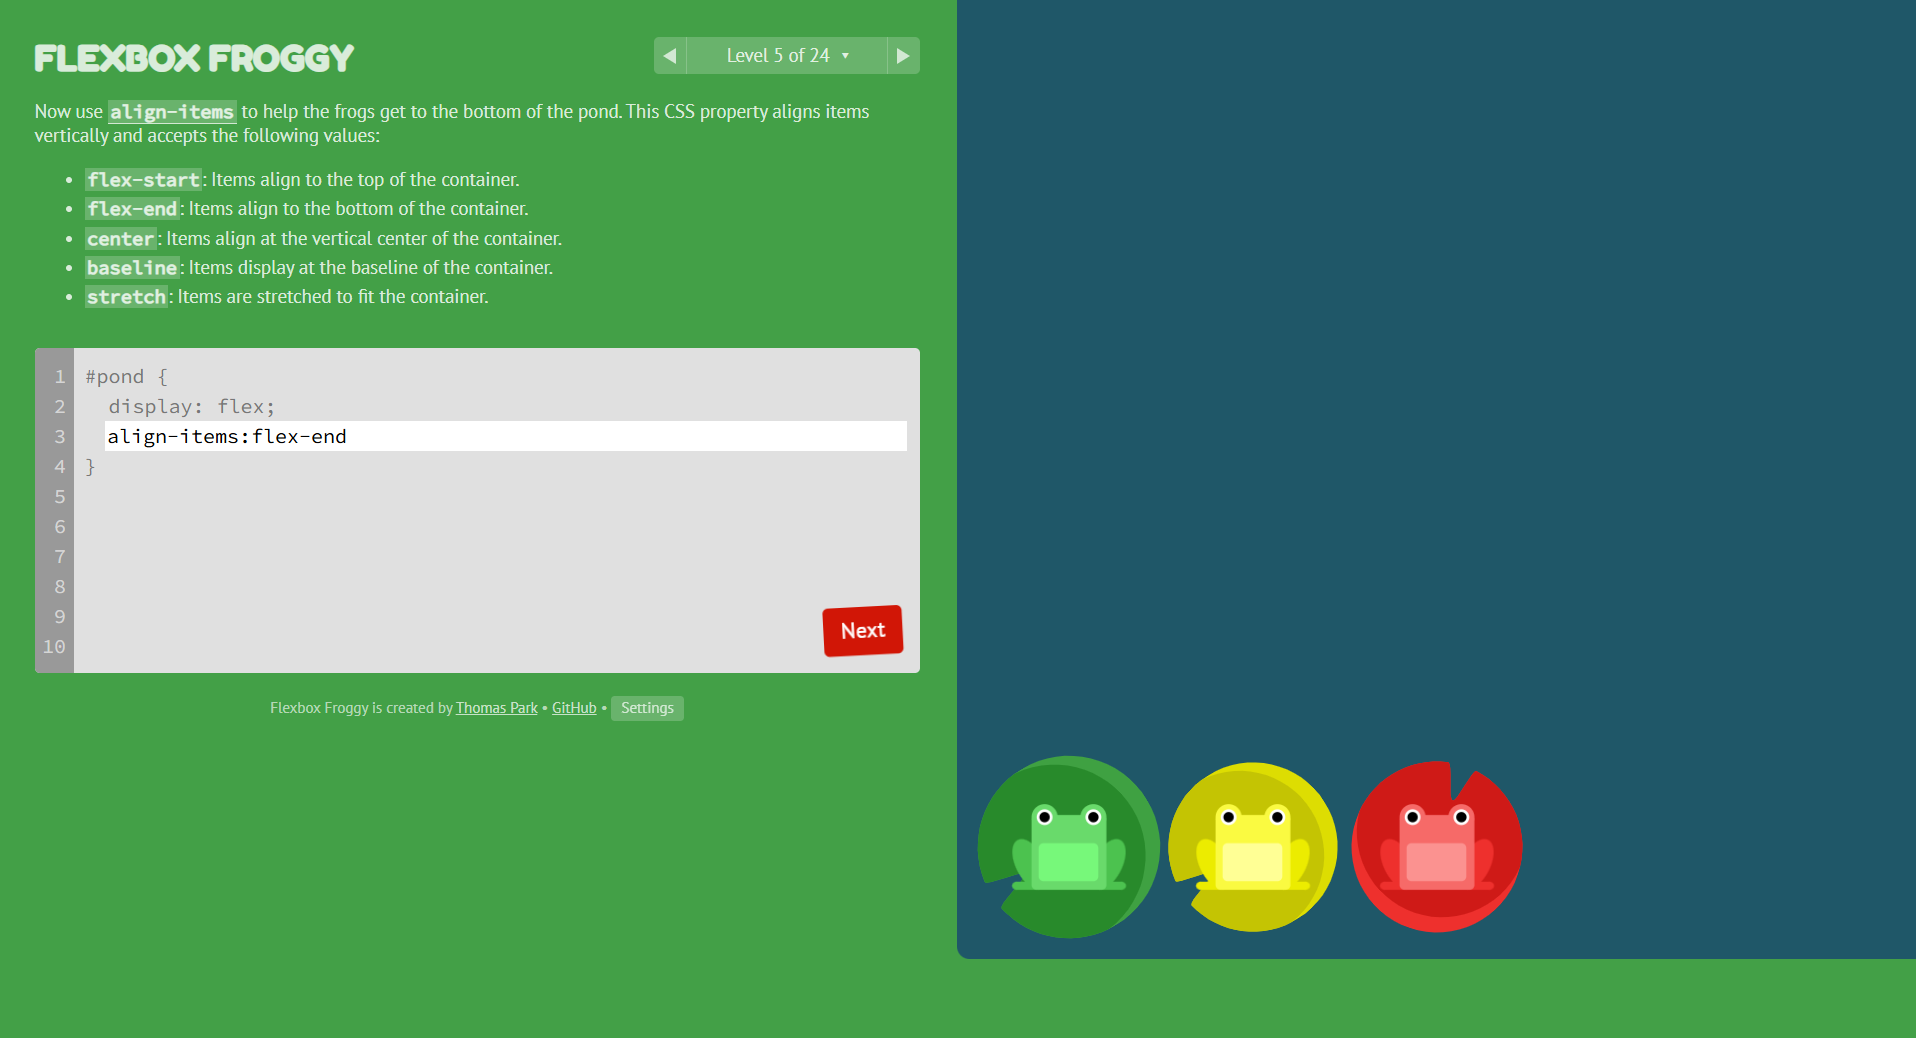 FLEXBOX FROGGY
◀ Level 5 of 24 ▾ ▶
Now use align-items to help the frogs get to the bottom of the pond. This CSS property aligns items
vertically and accepts the following values:
• flex-start: Items align to the top of the container.
• flex-end: Items align to the bottom of the container.
• center: Items align at the vertical center of the container.
• baseline: Items display at the baseline of the container.
• stretch: Items are stretched to fit the container.
1 #pond {
2 display: flex;
3 align-items:flex-end
4 }
5
6
7
8
9
10
Next
Flexbox Froggy is created by Thomas Park • GitHub • Settings